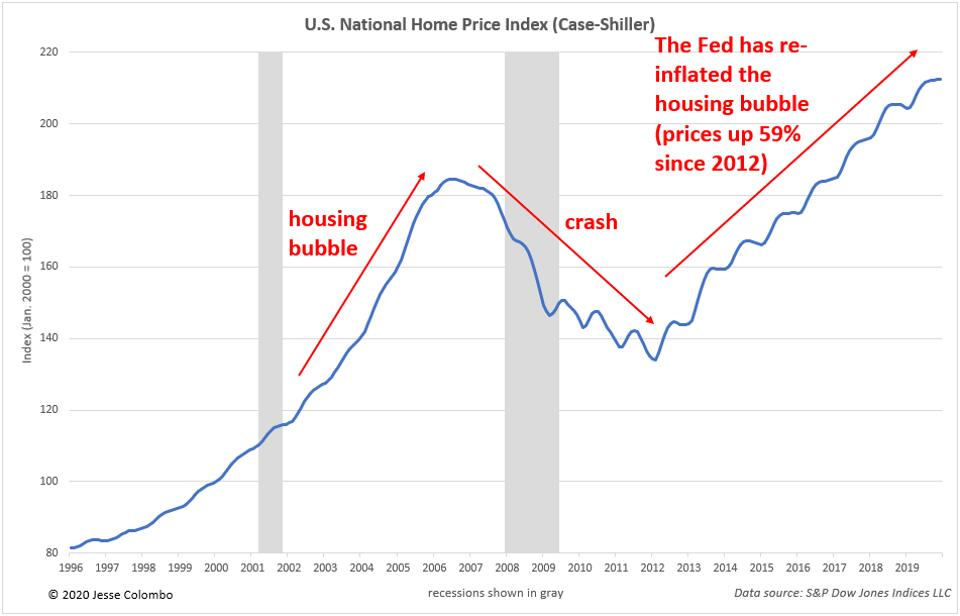 U.S. National Home Price Index (Case-Shiller)
The Fed has re-
inflated the
housing bubble
(prices up 59%
since 2012)
housing
bubble
crash
Index (Jan. 2000 = 100)
220
200
180
160
140
120
100
80
1996 1997 1998 1999 2000 2001 2002 2003 2004 2005 2006 2007 2008 2009 2010 2011 2012 2013 2014 2015 2016 2017 2018 2019
© 2020 Jesse Colombo
recessions shown in gray
Data source: S&P Dow Jones Indices LLC